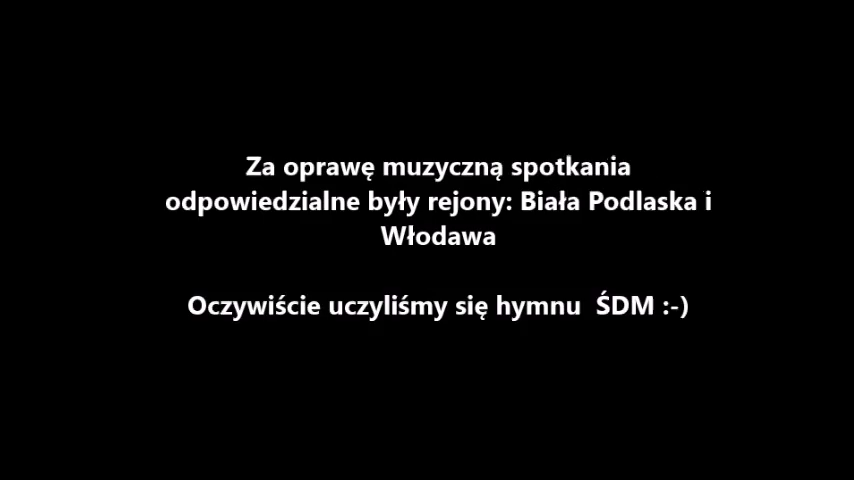 Za oprawę muzyczną spotkania
odpowiedzialne były rejony: Biała Podlaska i
Włodawa
Oczywiście uczyliśmy się hymnu ŚDM :-)